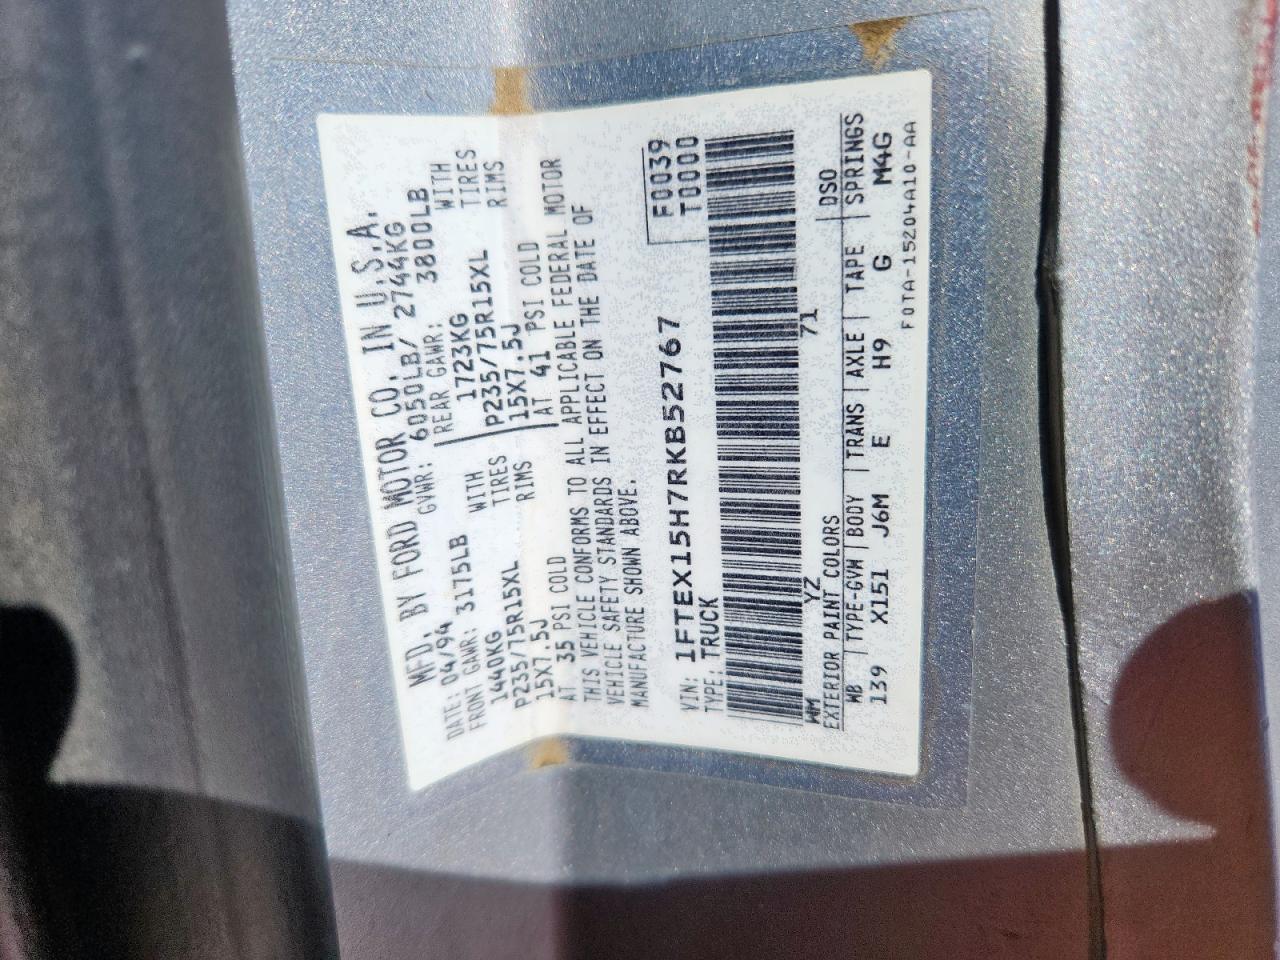 MFD. BY FORD MOTOR CO. IN U.S.A.
DATE: 04/94 GVWR: 6050LB/ 2744KG
FRONT GAWR: 3175LB REAR GAWR: 3800LB
1440KG WITH 1723KG WITH
P235/75R15XL TIRES P235/75R15XL TIRES
15X7.5J RIMS 15X7.5J RIMS
AT 35 PSI COLD AT 41 PSI COLD
THIS VEHICLE CONFORMS TO ALL APPLICABLE FEDERAL MOTOR
VEHICLE SAFETY STANDARDS IN EFFECT ON THE DATE OF
MANUFACTURE SHOWN ABOVE.
F0039
T0000
VIN: 1FTEX15H7RKB52767
TYPE: TRUCK
71
WM YZ
EXTERIOR PAINT COLORS DSO
WB TYPE-GVW BODY TRANS AXLE TAPE SPRINGS
139 X151 J6M E H9 G M4G
F0TA-15204A10-AA